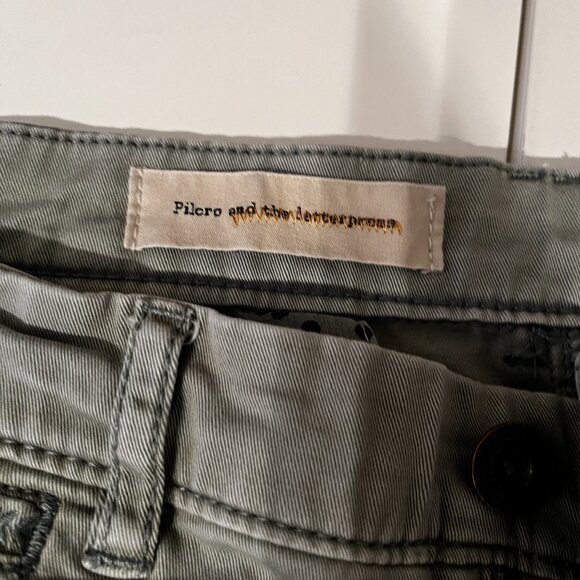 Pilcro and the letterpress